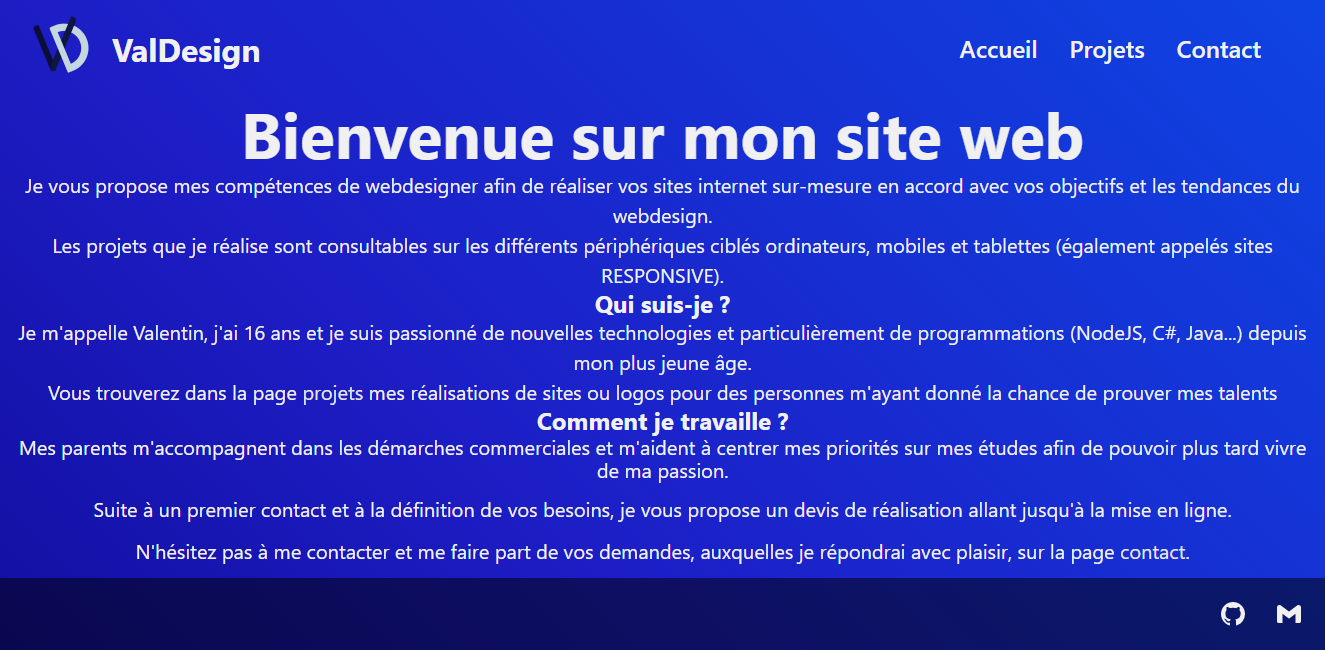 ValDesign
Accueil Projets Contact
Bienvenue sur mon site web
Je vous propose mes compétences de webdesigner afin de réaliser vos sites internet sur-mesure en accord avec vos objectifs et les tendances du
webdesign.
Les projets que je réalise sont consultables sur les différents périphériques ciblés ordinateurs, mobiles et tablettes (également appelés sites
RESPONSIVE).
Qui suis-je ?
Je m'appelle Valentin, j'ai 16 ans et je suis passionné de nouvelles technologies et particulièrement de programmations (NodeJS, C#, Java...) depuis
mon plus jeune âge.
Vous trouverez dans la page projets mes réalisations de sites ou logos pour des personnes m'ayant donné la chance de prouver mes talents
Comment je travaille ?
Mes parents m'accompagnent dans les démarches commerciales et m'aident à centrer mes priorités sur mes études afin de pouvoir plus tard vivre
de ma passion.
Suite à un premier contact et à la définition de vos besoins, je vous propose un devis de réalisation allant jusqu'à la mise en ligne.
N'hésitez pas à me contacter et me faire part de vos demandes, auxquelles je répondrai avec plaisir, sur la page contact.